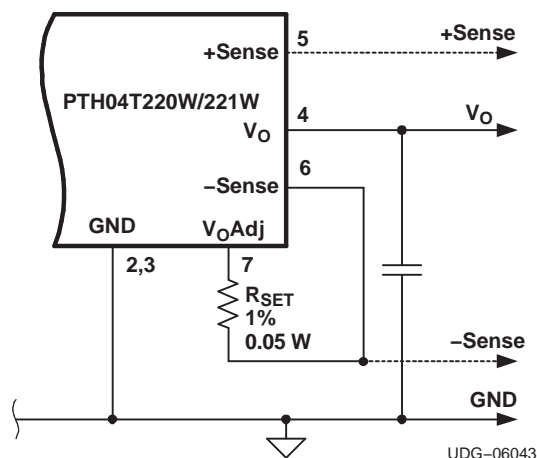 5
+Sense
+Sense
PTH04T220W/221W
4
VO
VO
6
−Sense
GND
VOAdj
2,3
7
RSET
1%
0.05 W
−Sense
GND
UDG−06043